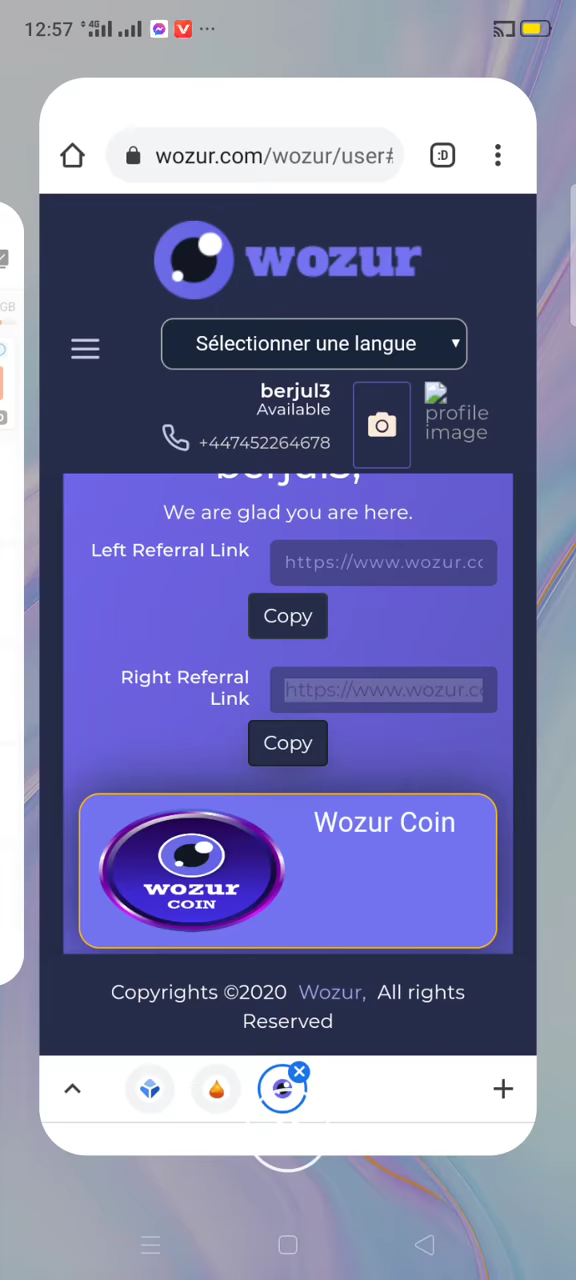 12:57 4G
wozur.com/wozur/user#
:D
wozur
Sélectionner une langue
berjul3
Available
+447452264678
profile
image
GB
We are glad you are here.
Left Referral Link
https://www.wozur.co
Copy
Right Referral
Link
https://www.wozur.co
Copy
Wozur Coin
wozur
COIN
Copyrights ©2020 Wozur, All rights
Reserved